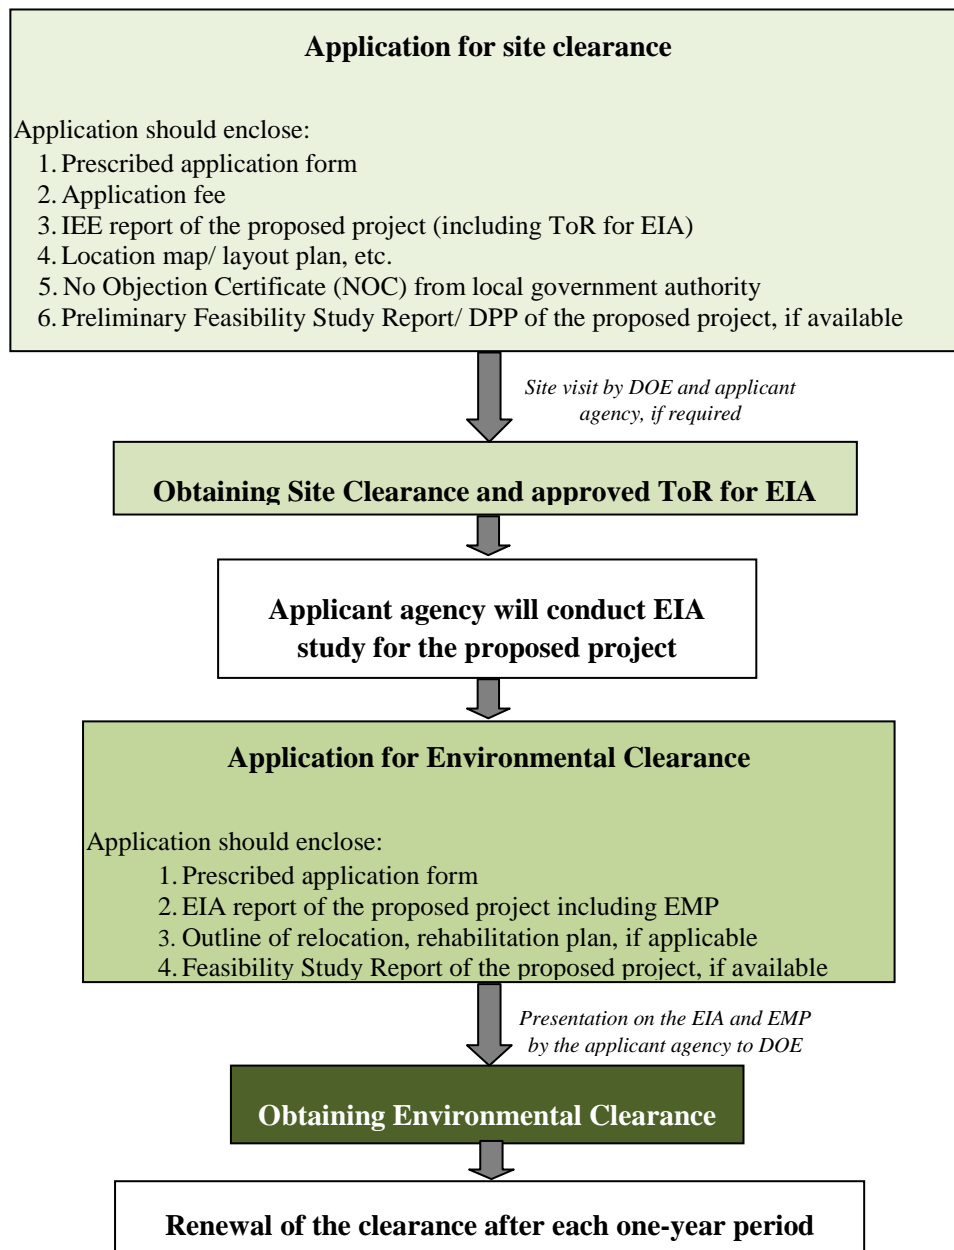 Application for site clearance
Application should enclose:
1. Prescribed application form
2. Application fee
3. IEE report of the proposed project (including ToR for EIA)
4. Location map/ layout plan, etc.
5. No Objection Certificate (NOC) from local government authority
6. Preliminary Feasibility Study Report/ DPP of the proposed project, if available
Site visit by DOE and applicant
agency, if required
Obtaining Site Clearance and approved ToR for EIA
Applicant agency will conduct EIA
study for the proposed project
Application for Environmental Clearance
Application should enclose:
1. Prescribed application form
2. EIA report of the proposed project including EMP
3. Outline of relocation, rehabilitation plan, if applicable
4. Feasibility Study Report of the proposed project, if available
Presentation on the EIA and EMP
by the applicant agency to DOE
Obtaining Environmental Clearance
Renewal of the clearance after each one-year period